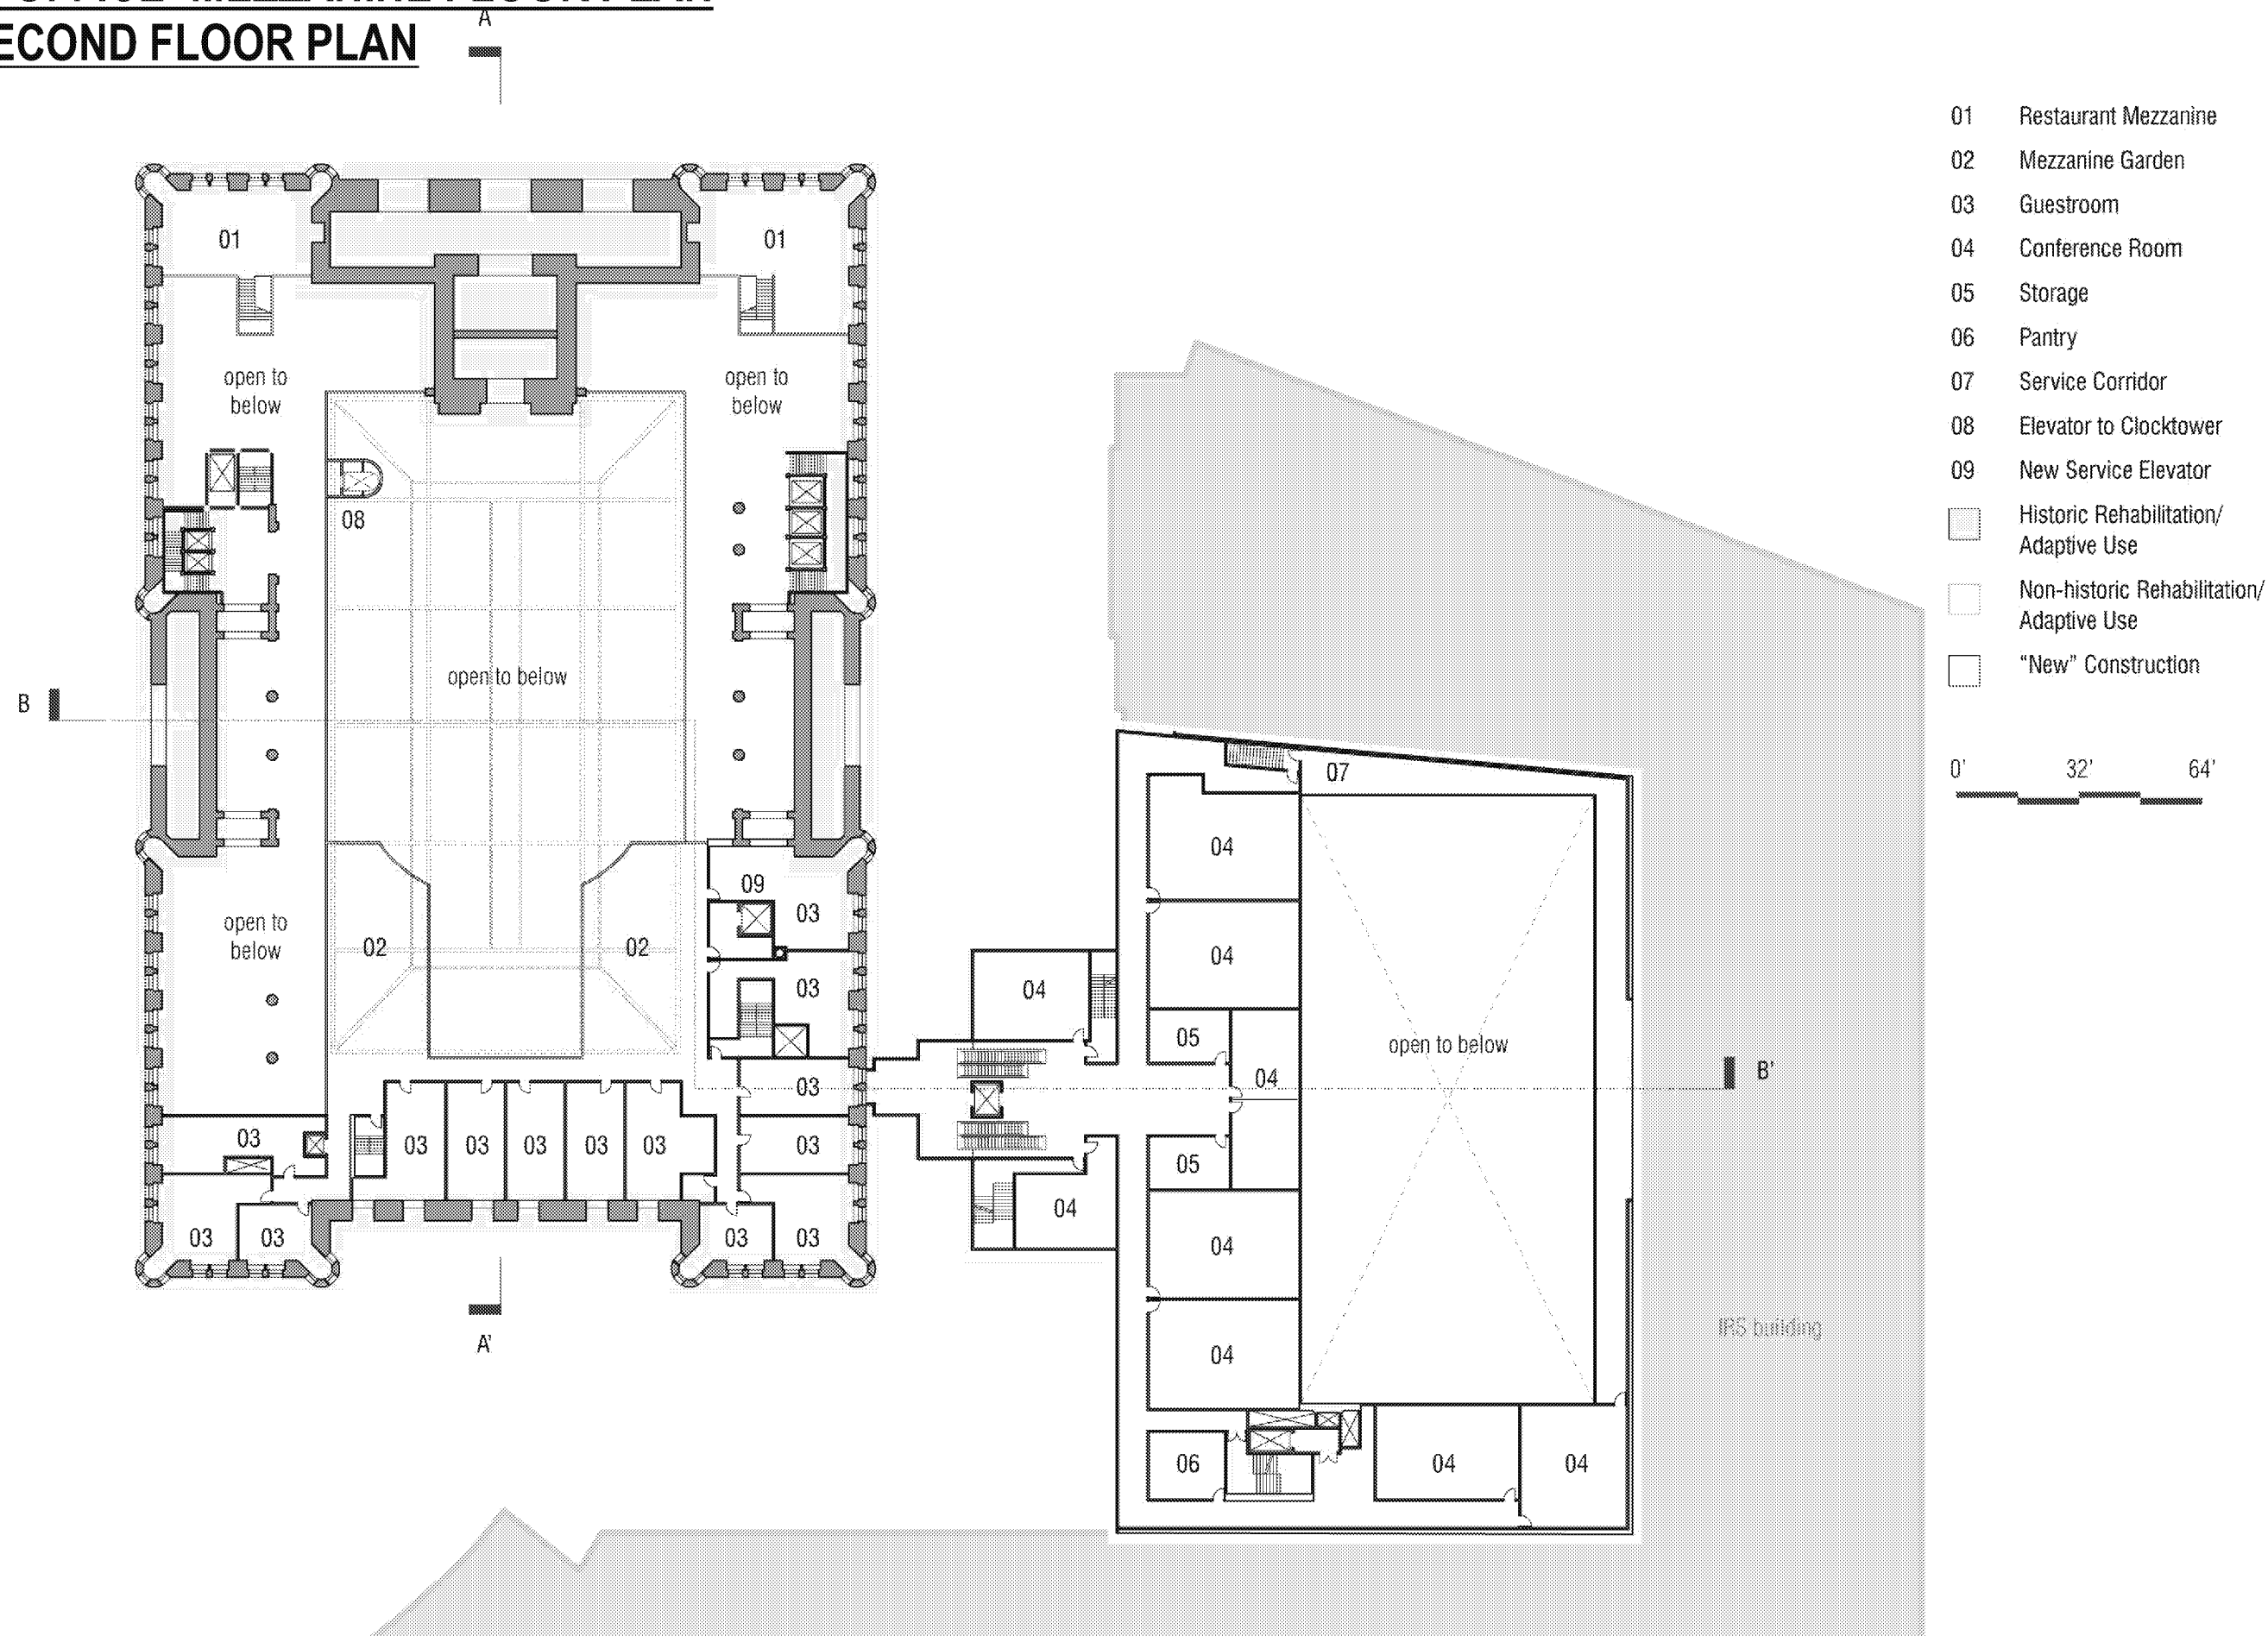 ECOND FLOOR PLAN
A
01 Restaurant Mezzanine
02 Mezzanine Garden
03 Guestroom
04 Conference Room
05 Storage
06 Pantry
07 Service Corridor
08 Elevator to Clocktower
09 New Service Elevator
Historic Rehabilitation/
Adaptive Use
Non-historic Rehabilitation/
Adaptive Use
“New” Construction
0' 32' 64'
01 01
open to
below
open to
below
08
open to below
B
07
04
09
03
open to
below
02 02
04
03
04
05
open to below
03
04
B'
03
03 03 03 03 03
03
05
04
03 03
03 03
04
IRS building
A'
04
06
04
04